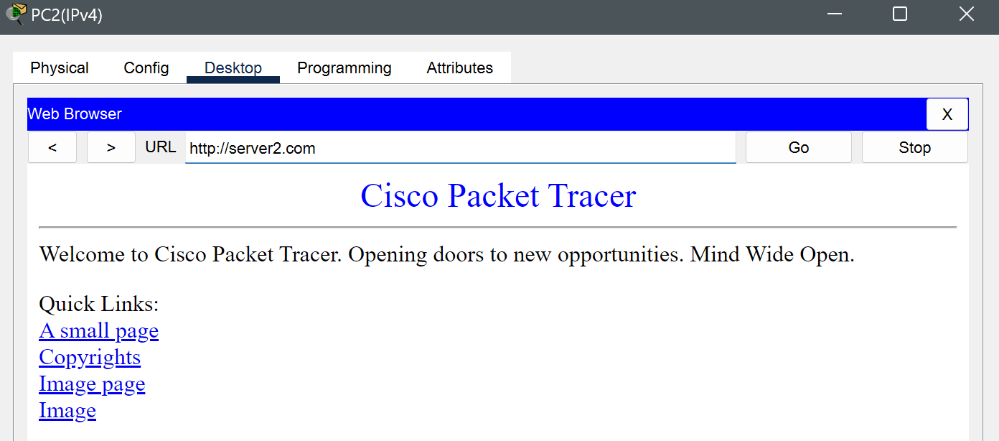 PC2(IPv4)
Physical Config Desktop Programming Attributes
Web Browser X
< > URL http://server2.com Go Stop
Cisco Packet Tracer
Welcome to Cisco Packet Tracer. Opening doors to new opportunities. Mind Wide Open.
Quick Links:
A small page
Copyrights
Image page
Image